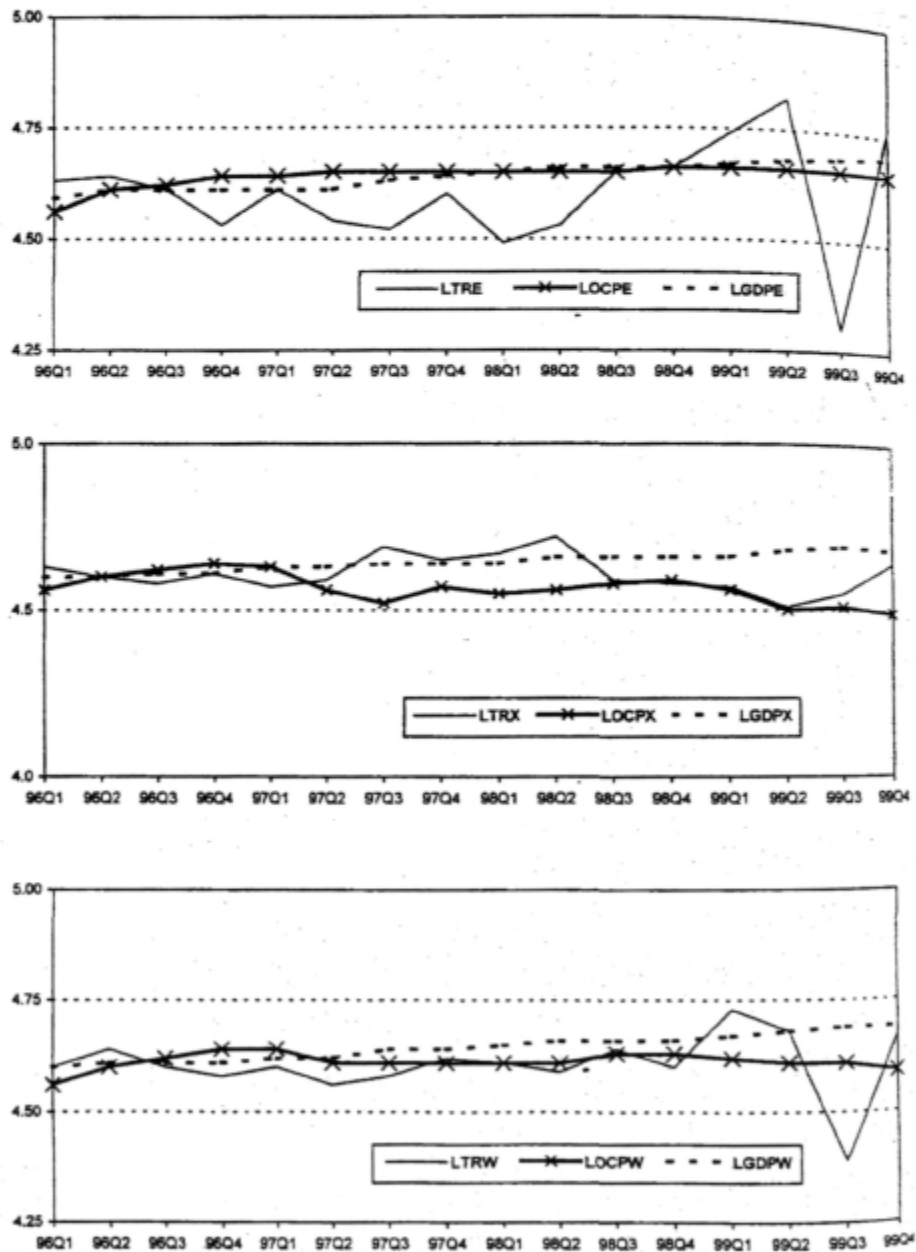 5.00
4.75
4.50
LTRE LOCPE LGDPE
4.25
96Q1 96Q2 96Q3 96Q4 97Q1 97Q2 97Q3 97Q4 98Q1 98Q2 98Q3 98Q4 99Q1 99Q2 99Q3 99Q4
5.0
4.5
LTRX LOCPX LGDPX
4.0
96Q1 96Q2 96Q3 96Q4 97Q1 97Q2 97Q3 97Q4 98Q1 98Q2 98Q3 98Q4 99Q1 99Q2 99Q3 99Q4
5.00
4.75
4.50
LTRW LOCPW LGDPW
4.25
96Q1 96Q2 96Q3 96Q4 97Q1 97Q2 97Q3 97Q4 98Q1 98Q2 98Q3 98Q4 99Q1 99Q2 99Q3 99Q4